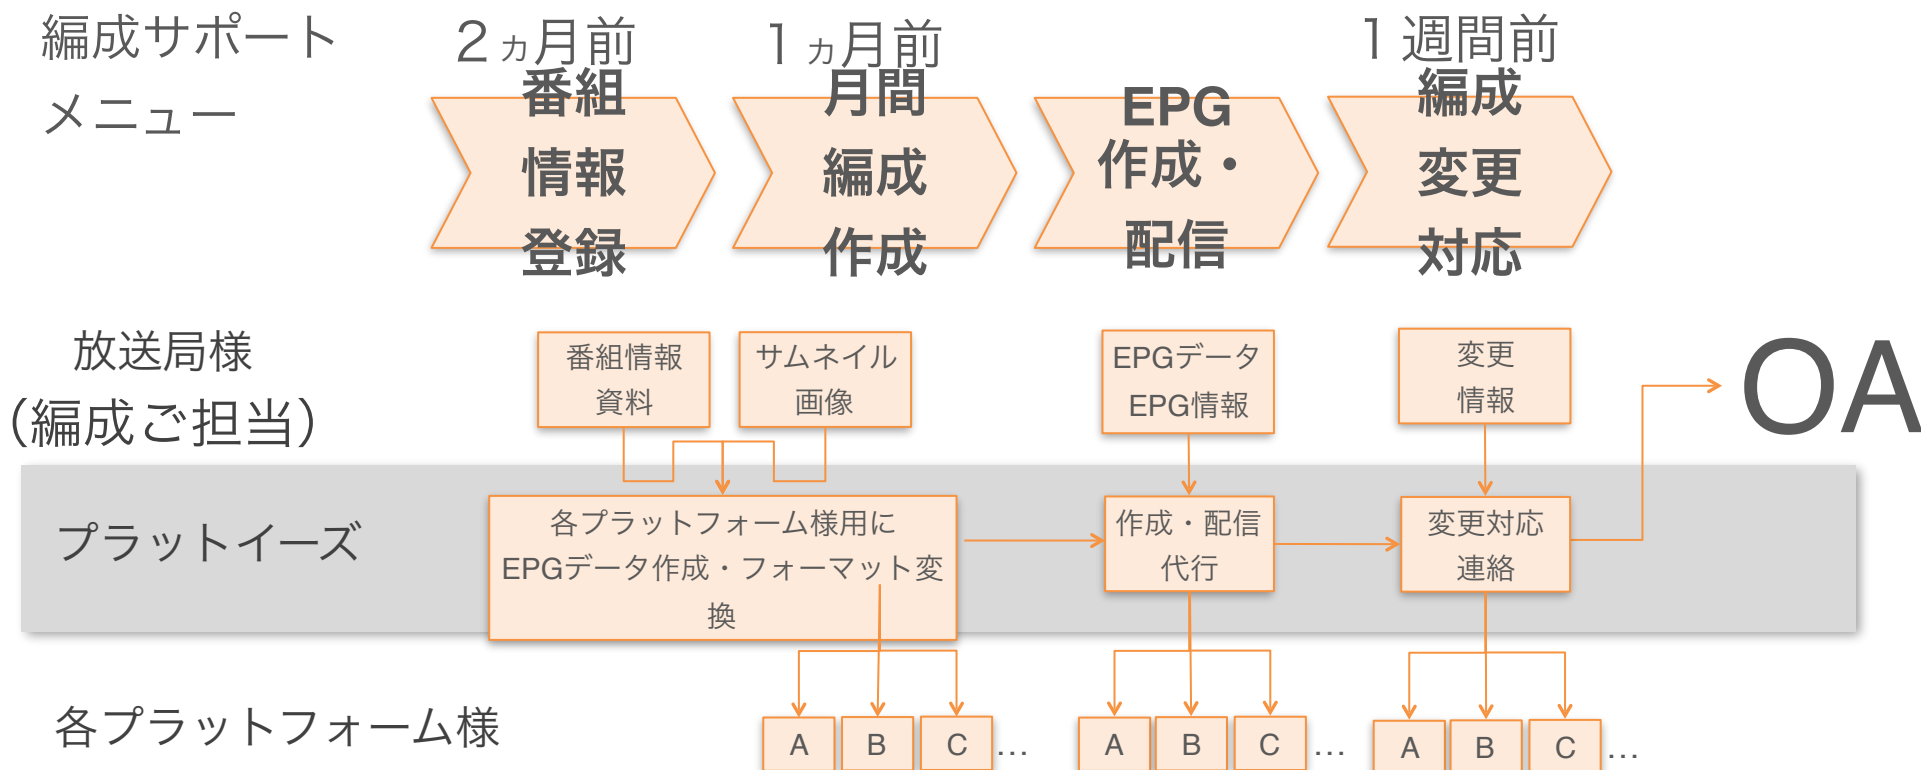 編成サポート
メニュー
２ヵ月前
１ヵ月前
１週間前
番組
情報
登録
月間
編成
作成
EPG
作成・
配信
編成
変更
対応
放送局様
（編成ご担当）
番組情報
資料
サムネイル
画像
EPGデータ
EPG情報
変更
情報
OA
プラットイーズ
各プラットフォーム様用に
EPGデータ作成・フォーマット変
換
作成・配信
代行
変更対応
連絡
各プラットフォーム様
A B C …
A B C …
A B C …